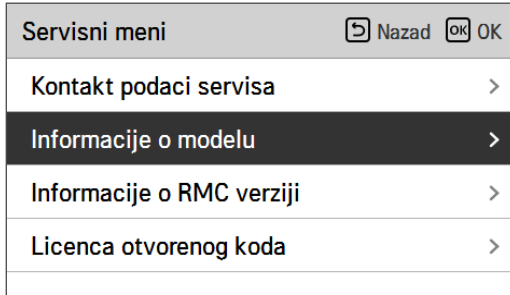 Servisni meni Nazad OK OK
Kontakt podaci servisa >
Informacije o modelu >
Informacije o RMC verziji >
Licenca otvorenog koda >